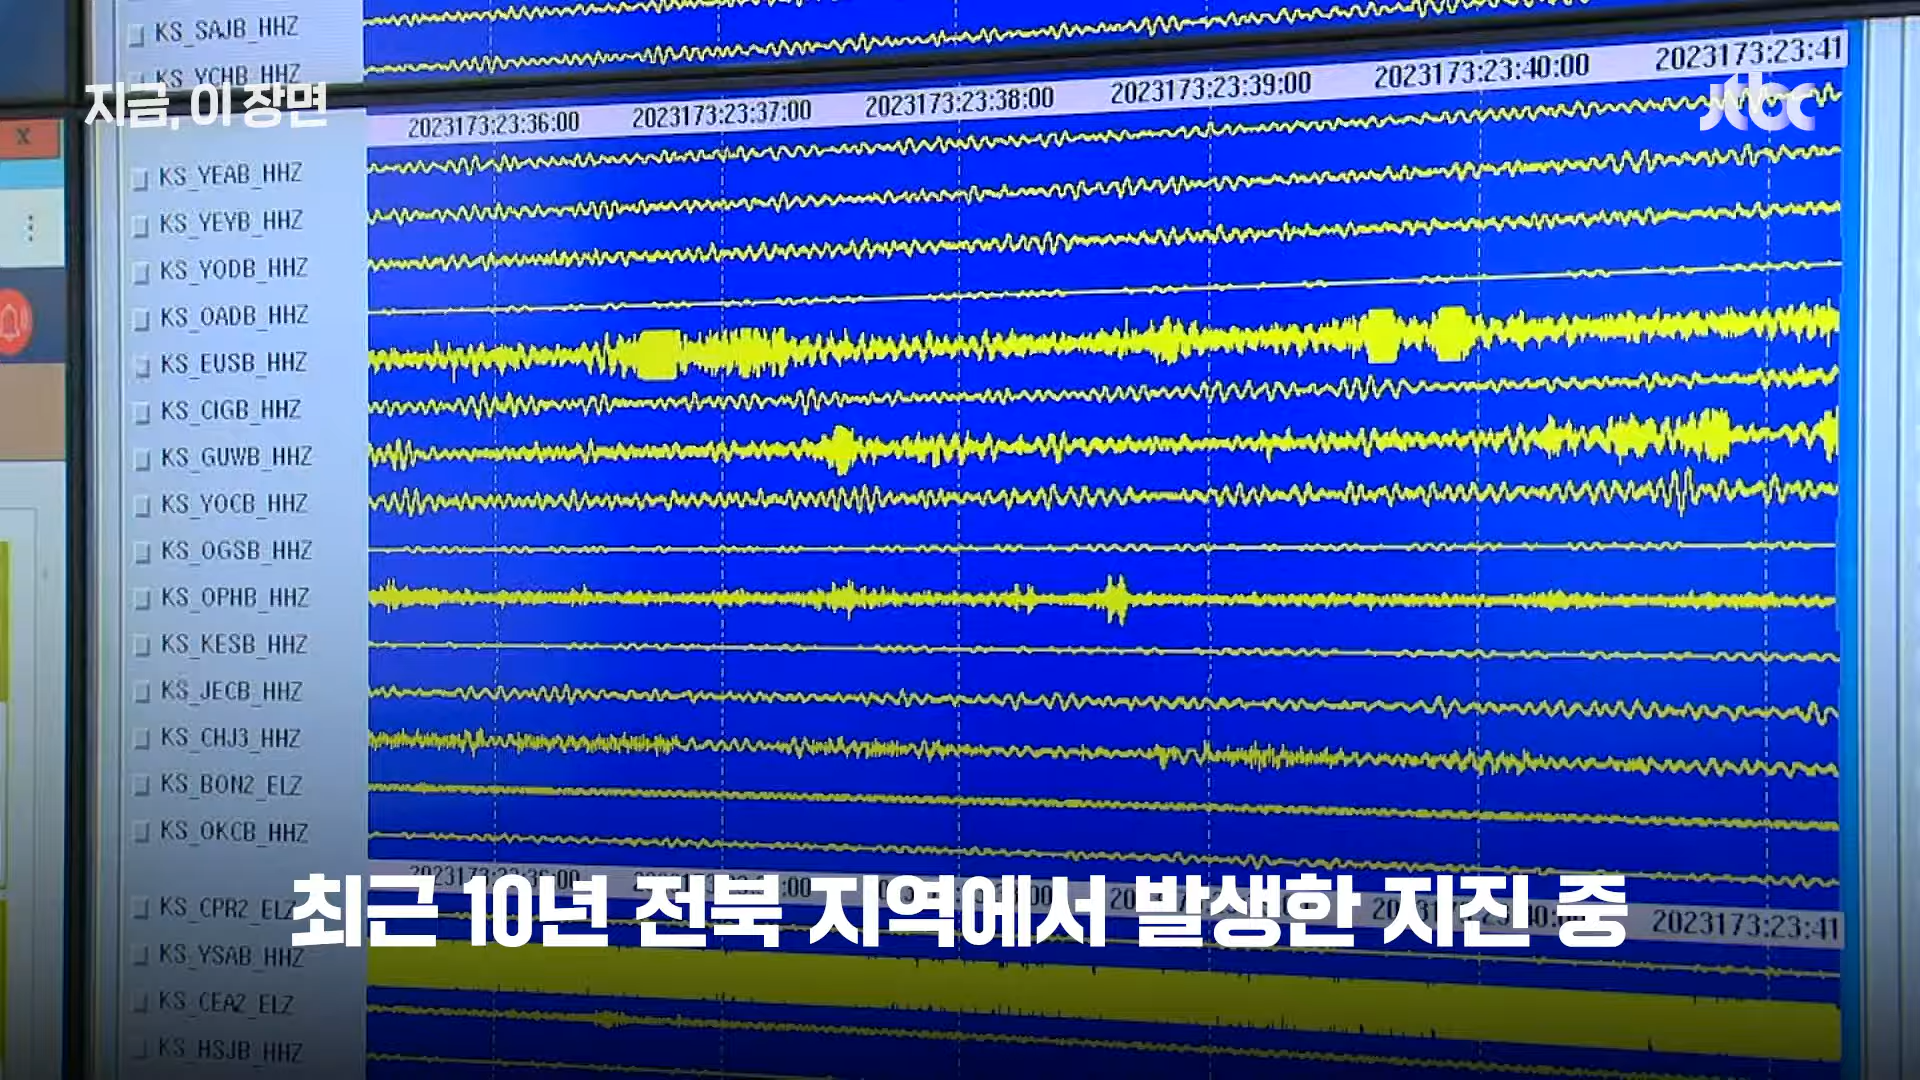 KS_SAJB_HHZ
KS_YCHB_HHZ
지금, 이 장면
jtbc
2023173:23:36:00 2023173:23:37:00 2023173:23:38:00 2023173:23:39:00 2023173:23:40:00 2023173:23:41
X
KS_YEAB_HHZ
KS_YEYB_HHZ
KS_YODB_HHZ
KS_OADB_HHZ
KS_EUSB_HHZ
KS_CIGB_HHZ
KS_GUWB_HHZ
KS_YOCB_HHZ
KS_OGSB_HHZ
KS_OPHB_HHZ
KS_KESB_HHZ
KS_JECB_HHZ
KS_CHJ3_HHZ
KS_BON2_ELZ
KS_OKCB_HHZ
2023173:23:41
최근 10년 전북 지역에서 발생한 지진 중
KS_CPR2_ELZ
KS_YSAB_HHZ
KS_CEA2_ELZ
KS_HSJB_HHZ